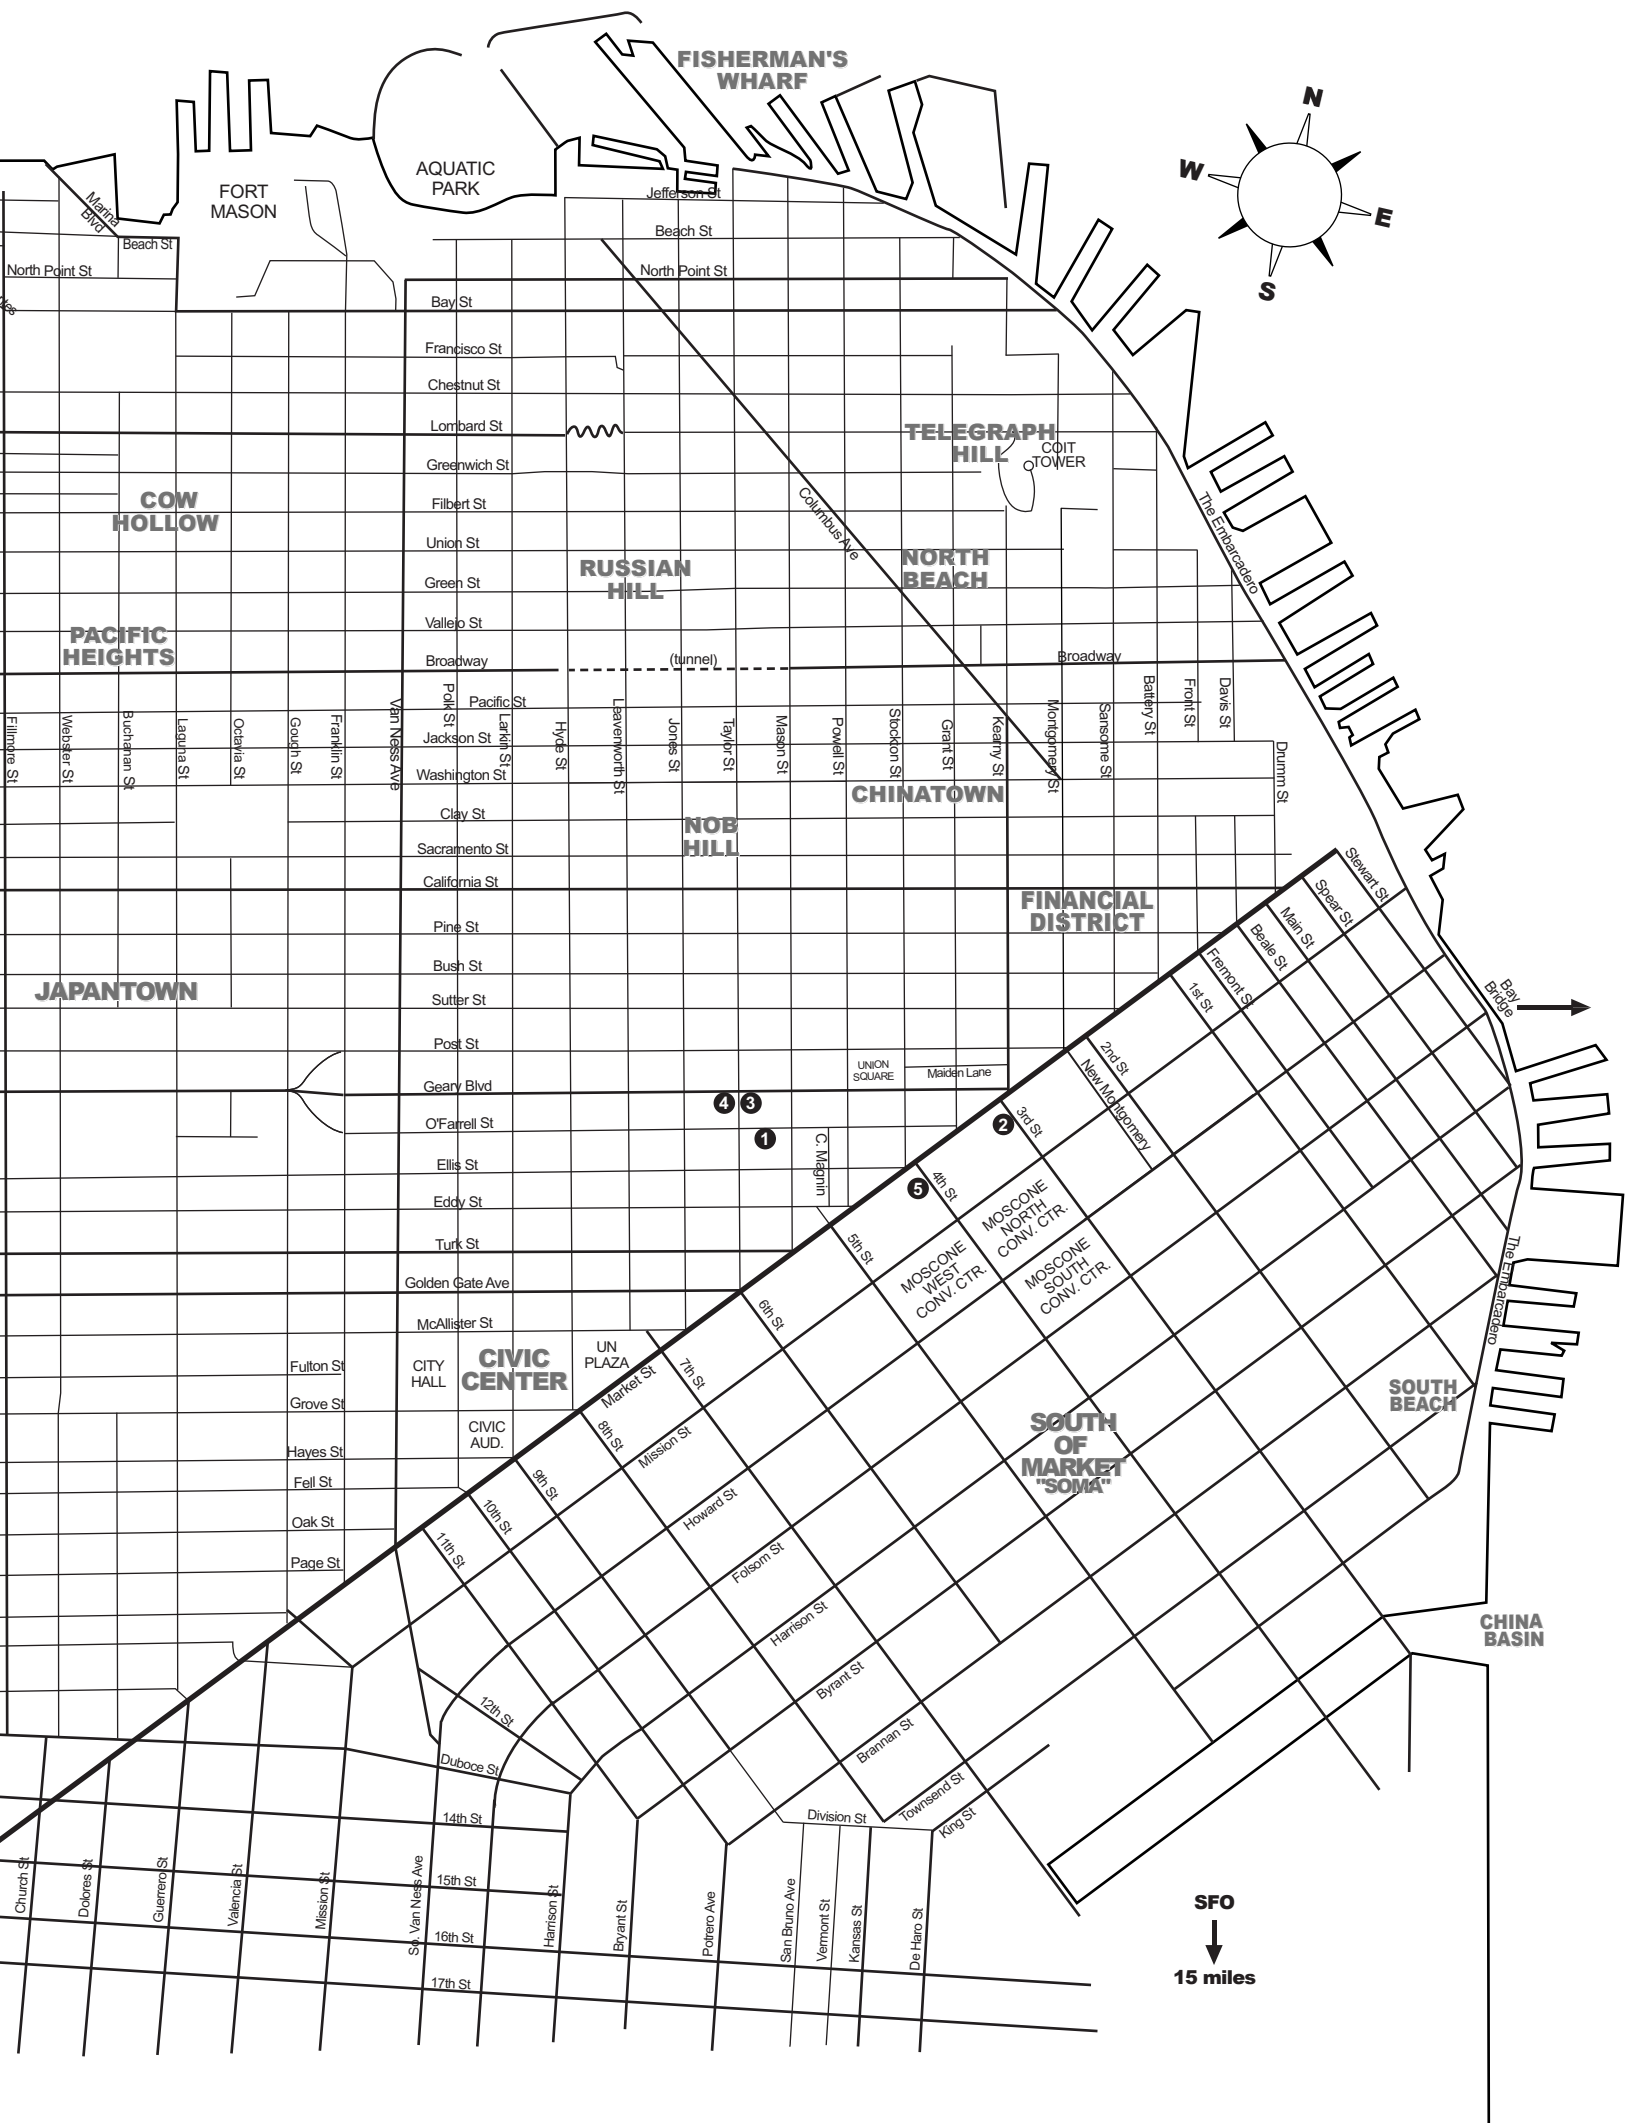 FISHERMAN'S
WHARF
N
W
E
S
AQUATIC
PARK
FORT
MASON
Marina
Blvd
Jefferson St
Beach St
Beach St
North Point St
North Point St
Bay St
Francisco St
Chestnut St
Lombard St
TELEGRAPH
HILL
COIT
TOWER
Greenwich St
COW
HOLLOW
Filbert St
Columbus Ave
The Embarcadero
Union St
RUSSIAN
HILL
NORTH
BEACH
Green St
Vallejo St
PACIFIC
HEIGHTS
Broadway
(tunnel)
Broadway
Pacific St
Fillmore St
Webster St
Buchanan St
Laguna St
Octavia St
Gough St
Franklin St
Van Ness Ave
Polk St
Larkin St
Hyde St
Leavenworth St
Jones St
Taylor St
Mason St
Powell St
Stockton St
Grant St
Kearny St
Montgomery St
Sansome St
Battery St
Front St
Davis St
Drumm St
Jackson St
Washington St
CHINATOWN
Clay St
NOB
HILL
Sacramento St
California St
FINANCIAL
DISTRICT
Stewart St
Spear St
Main St
Beale St
Fremont St
1st St
Pine St
Bush St
JAPANTOWN
Sutter St
Bay
Bridge
Post St
2nd St
New Montgomery
UNION
SQUARE
Maiden Lane
Geary Blvd
4
3
O'Farrell St
1
2
3rd St
C. Magnin
Ellis St
5
4th St
Eddy St
MOSCONE
NORTH
CONV. CTR.
Turk St
5th St
MOSCONE
WEST
CONV. CTR.
MOSCONE
SOUTH
CONV. CTR.
The Embarcadero
Golden Gate Ave
McAllister St
6th St
UN
PLAZA
CITY
HALL
CIVIC
CENTER
Fulton St
7th St
Market St
Grove St
SOUTH
BEACH
CIVIC
AUD.
8th St
Mission St
SOUTH
OF
MARKET
"SOMA"
Hayes St
Fell St
9th St
10th St
Howard St
Oak St
11th St
Page St
Folsom St
Harrison St
CHINA
BASIN
Byrant St
12th St
Brannan St
Duboce St
Townsend St
King St
Division St
14th St
15th St
16th St
17th St
Church St
Dolores St
Guerrero St
Valencia St
Mission St
So. Van Ness Ave
Harrison St
Bryant St
Potrero Ave
San Bruno Ave
Vermont St
Kansas St
De Haro St
SFO
15 miles